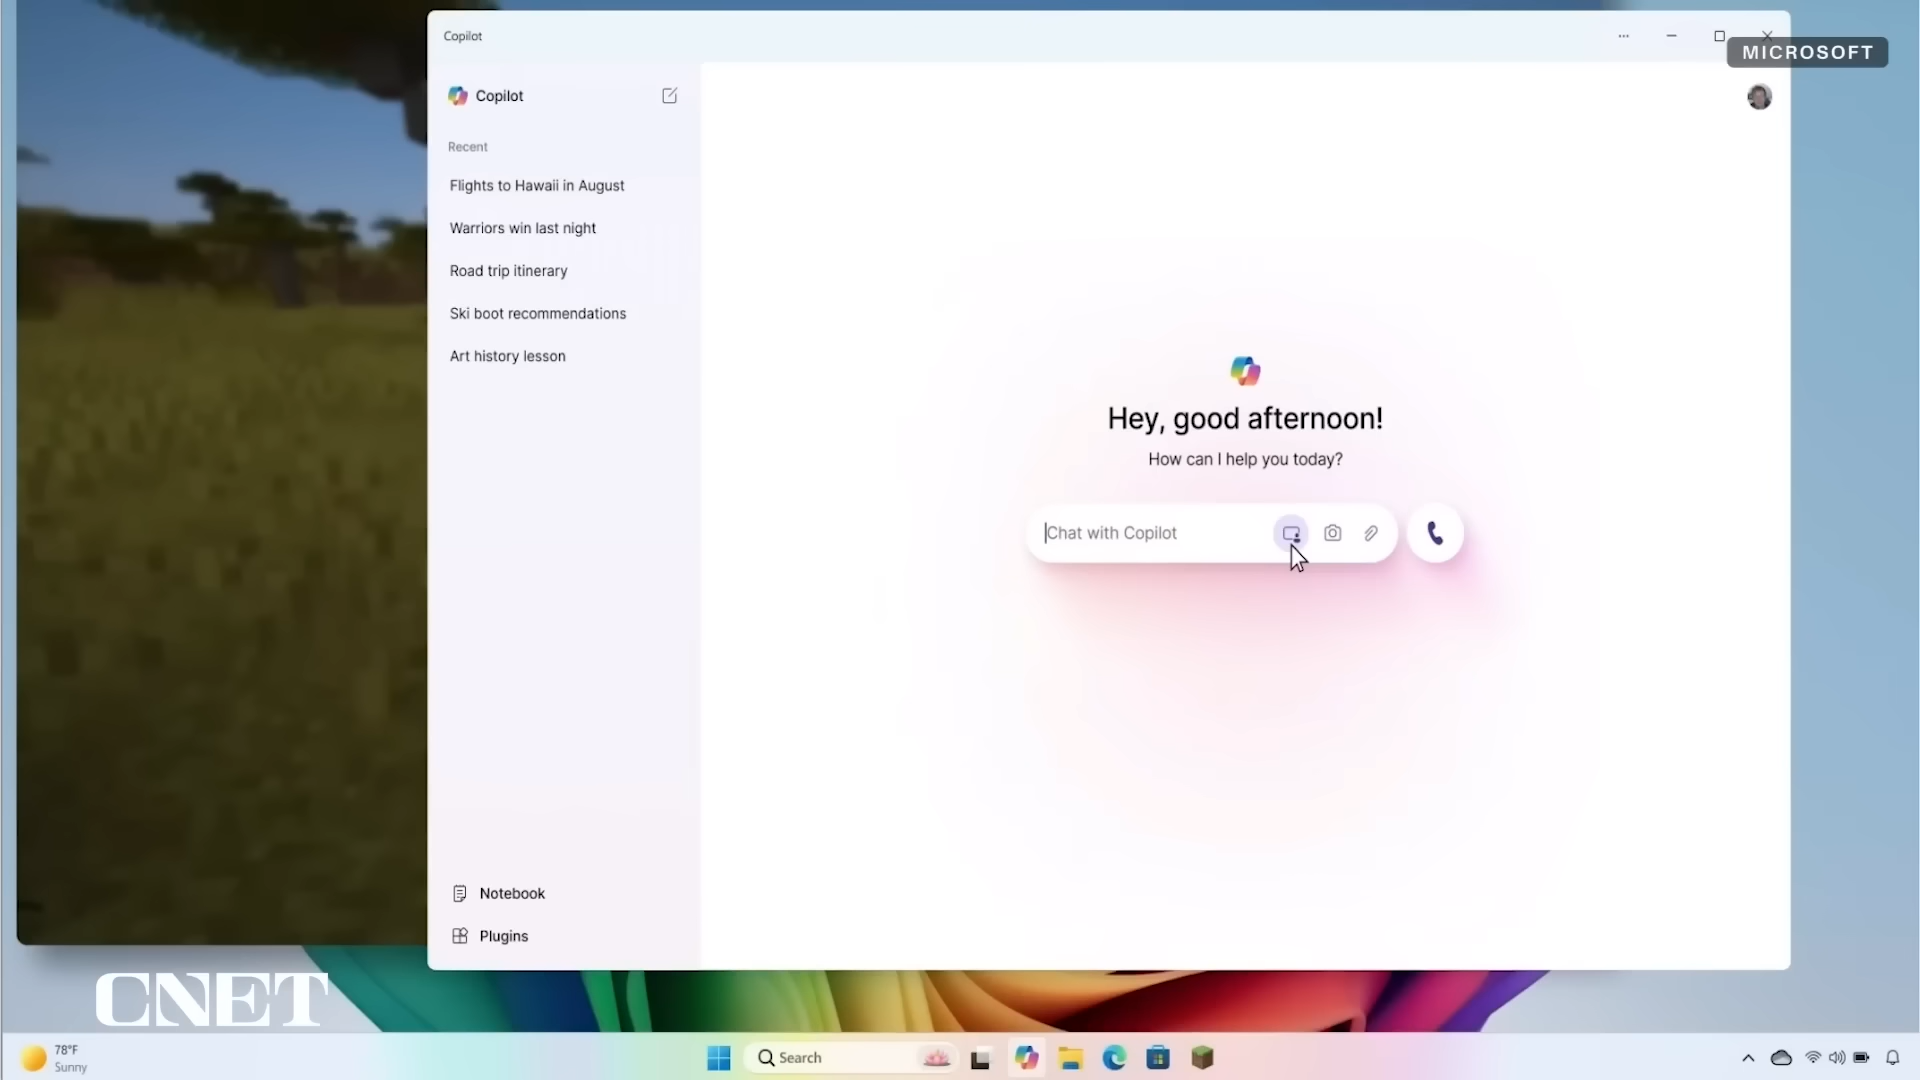 Copilot
MICROSOFT
Copilot
Recent
Flights to Hawaii in August
Warriors win last night
Road trip itinerary
Ski boot recommendations
Art history lesson
Hey, good afternoon!
How can I help you today?
Chat with Copilot
Notebook
Plugins
CNET
78°F
Sunny
Search